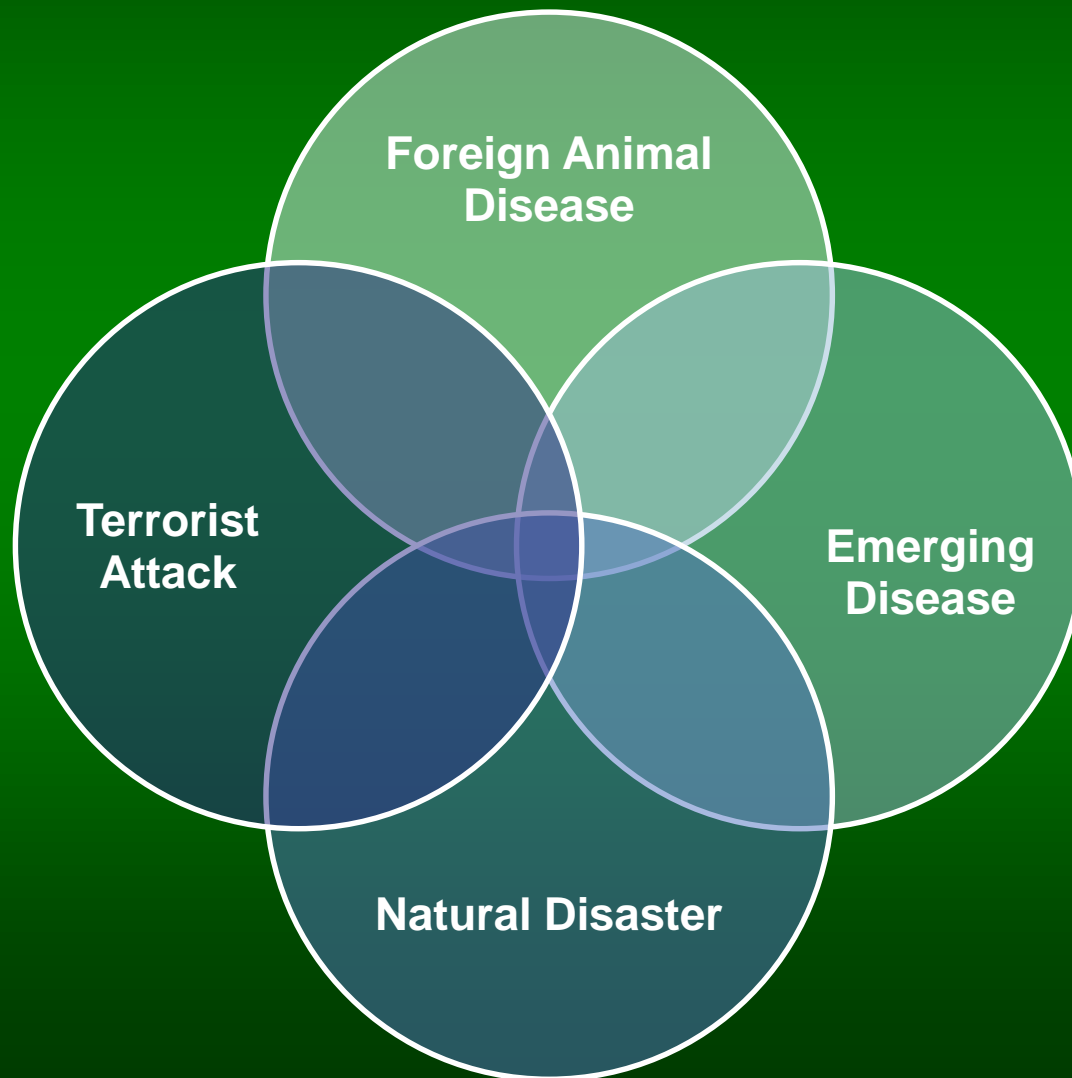 Foreign Animal
Disease
Terrorist
Attack
Emerging
Disease
Natural Disaster